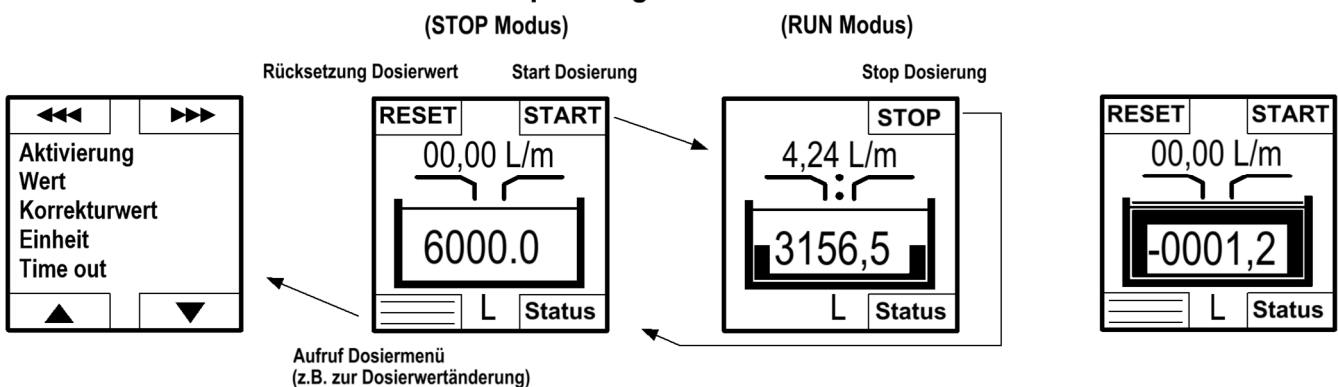 (STOP Modus)
(RUN Modus)
Rücksetzung Dosierwert
Start Dosierung
Stop Dosierung
Aktivierung
Wert
Korrekturwert
Einheit
Time out
RESET
START
00,00 L/m
6000.0
L
Status
STOP
4,24 L/m
3156,5
L
Status
RESET
START
00,00 L/m
-0001,2
L
Status
Aufruf Dosiermenü
(z.B. zur Dosierwertänderung)